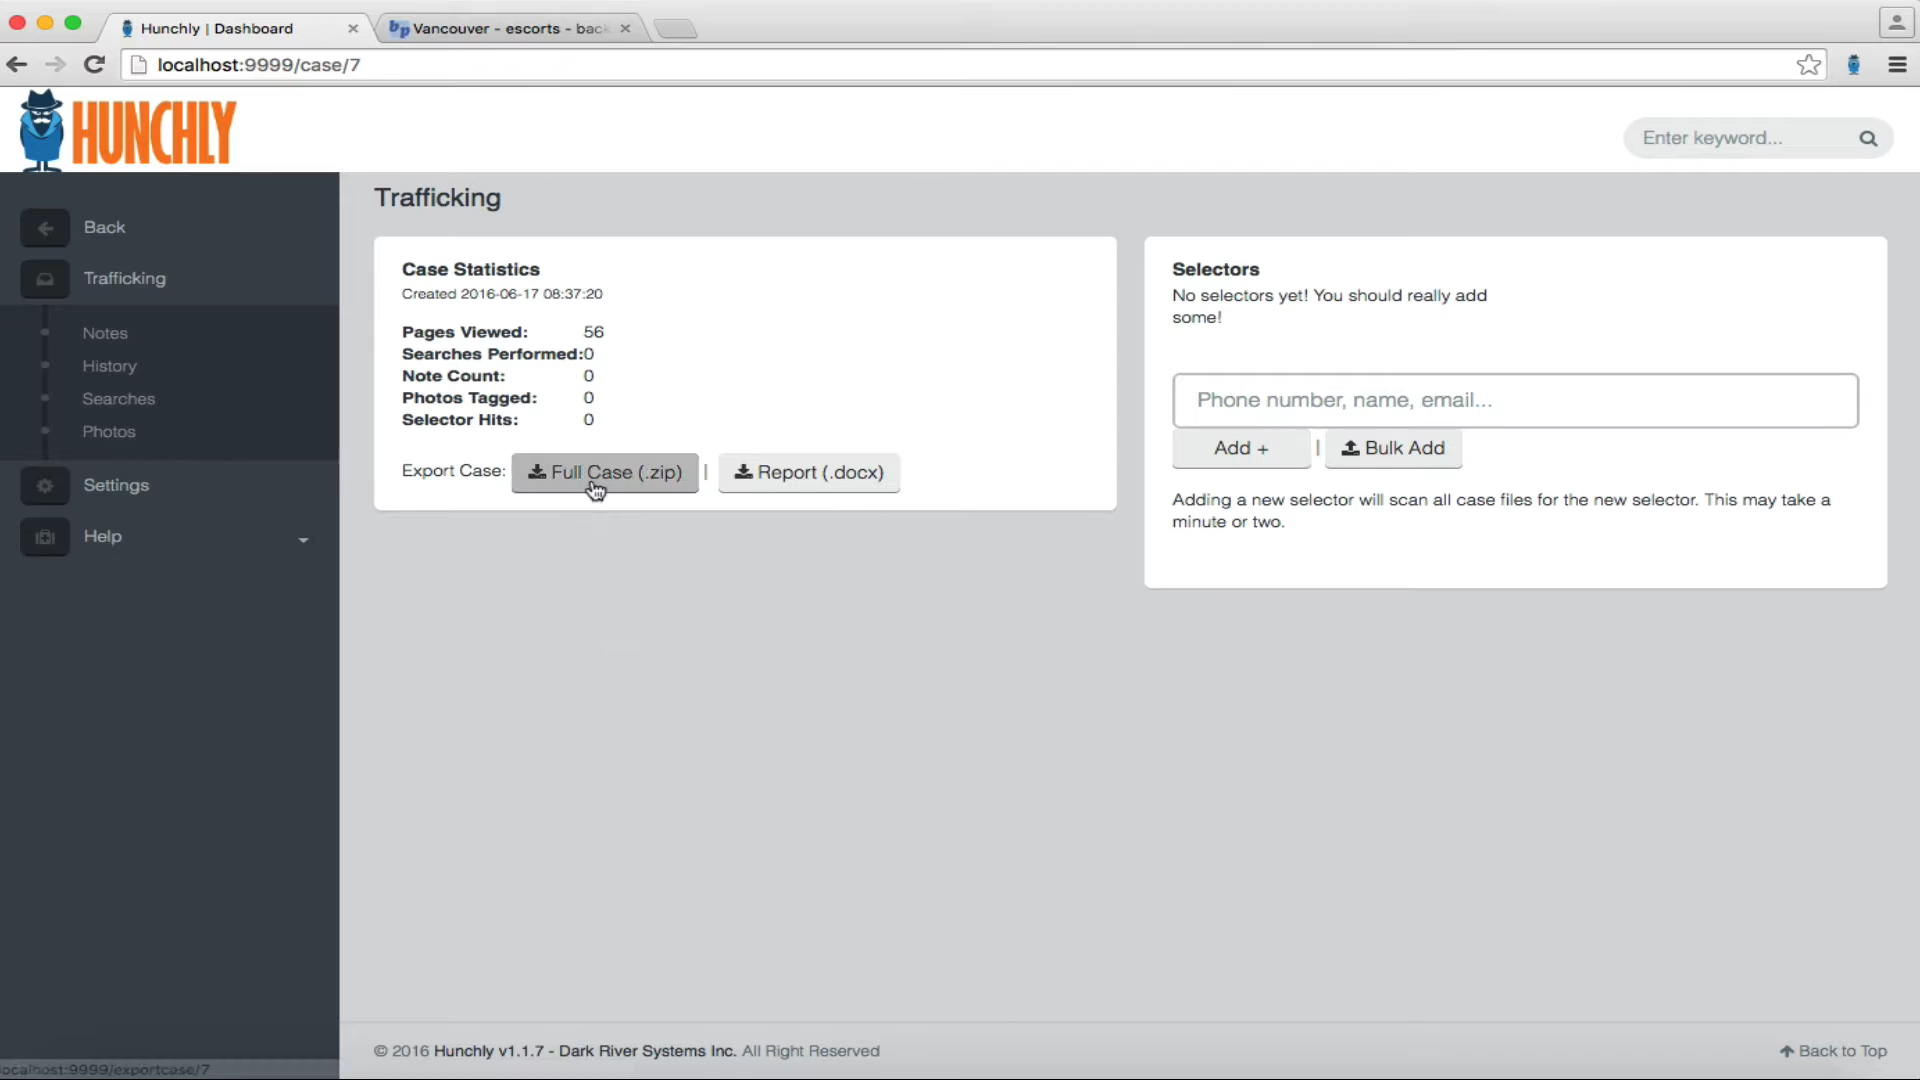 Hunchly | Dashboard
Vancouver - escorts - back
localhost:9999/case/7
HUNCHLY
Enter keyword...
Back
Trafficking
Notes
History
Searches
Photos
Settings
Help
Trafficking
Case Statistics
Created 2016-06-17 08:37:20
Pages Viewed: 56
Searches Performed:0
Note Count: 0
Photos Tagged: 0
Selector Hits: 0
Export Case: Full Case (.zip) | Report (.docx)
Selectors
No selectors yet! You should really add
some!
Phone number, name, email...
Add + | Bulk Add
Adding a new selector will scan all case files for the new selector. This may take a
minute or two.
© 2016 Hunchly v1.1.7 - Dark River Systems Inc. All Right Reserved
Back to Top
localhost:9999/exportcase/7